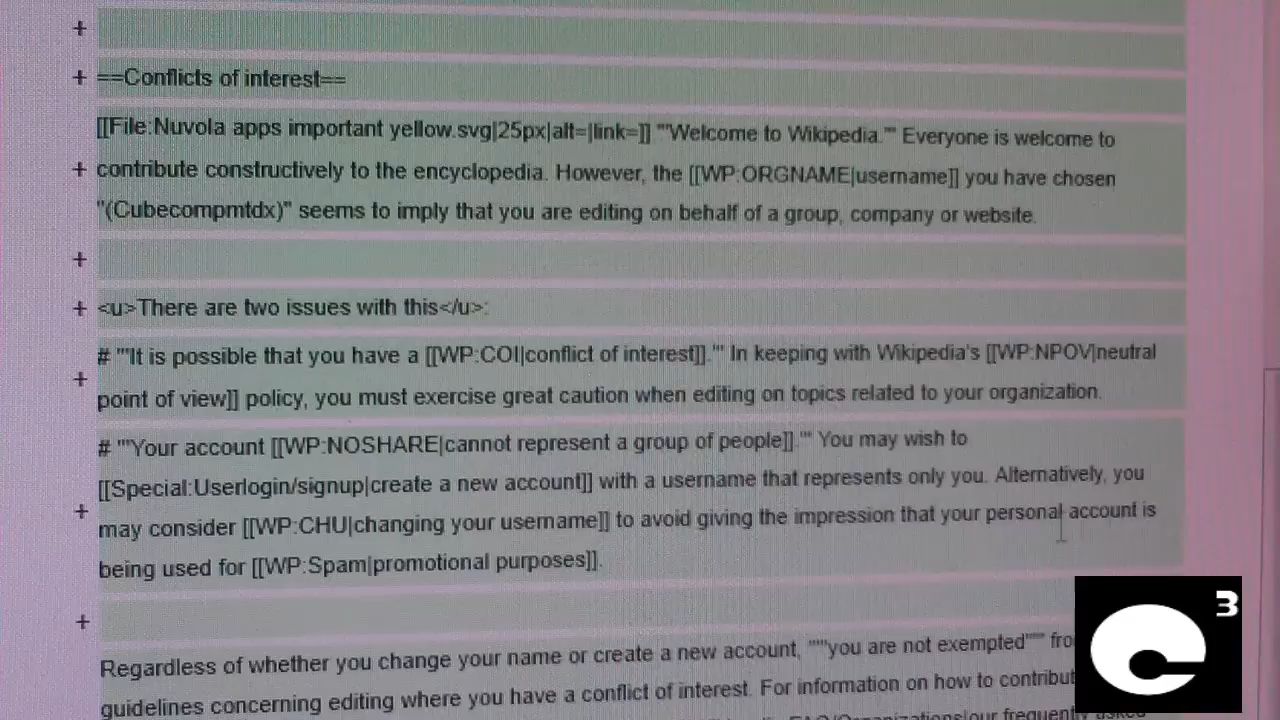 +
+ ==Conflicts of interest==
[[File:Nuvola apps important yellow.svg|25px|alt=|link=]] '''Welcome to Wikipedia.''' Everyone is welcome to
+ contribute constructively to the encyclopedia. However, the [[WP:ORGNAME|username]] you have chosen
"(Cubecompmtdx)" seems to imply that you are editing on behalf of a group, company or website.
+
+ <u>There are two issues with this</u>:
# '''It is possible that you have a [[WP:COI|conflict of interest]].''' In keeping with Wikipedia's [[WP:NPOV|neutral
+
point of view]] policy, you must exercise great caution when editing on topics related to your organization.
# '''Your account [[WP:NOSHARE|cannot represent a group of people]].''' You may wish to
[[Special:Userlogin/signup|create a new account]] with a username that represents only you. Alternatively, you
+
may consider [[WP:CHU|changing your username]] to avoid giving the impression that your personal account is
being used for [[WP:Spam|promotional purposes]].
+
Regardless of whether you change your name or create a new account, '''''you are not exempted'''''
guidelines concerning editing where you have a conflict of interest. For information on how to
frequently asked
C3